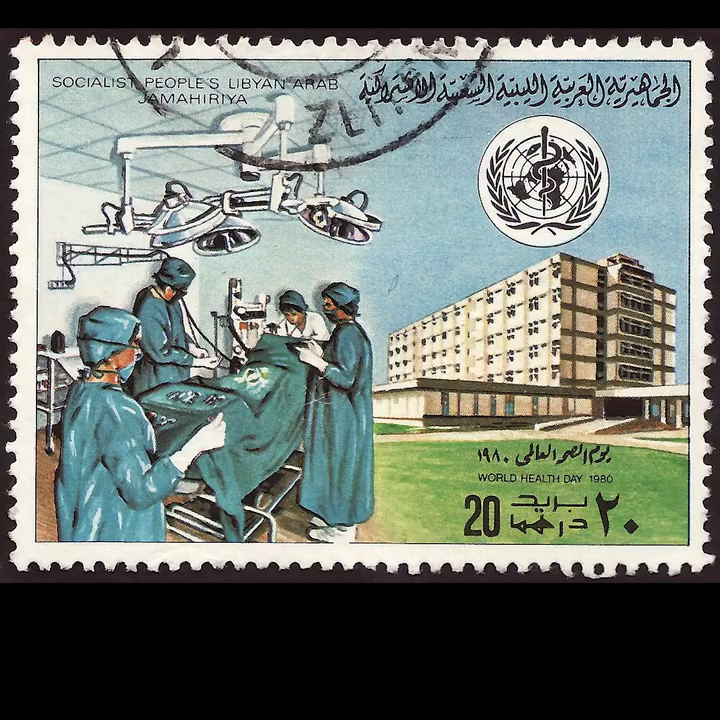 SOCIALIST PEOPLE'S LIBYAN ARAB
JAMAHIRIYA
الجماهيرية العربية الليبية الشعبية الاشتراكية
يوم الصحة العالمي ١٩٨٠
WORLD HEALTH DAY 1980
20 بريد ٢٠
درهما